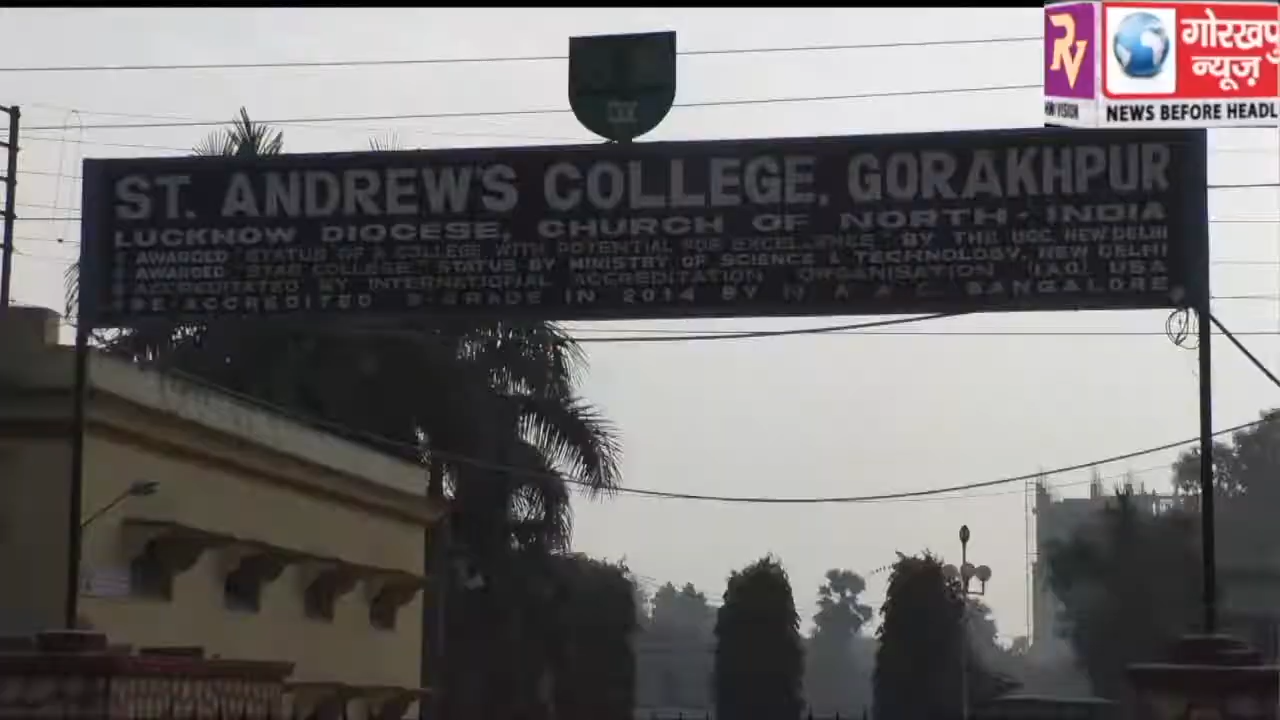 RV
गोरखपु
न्यूज़
VISION
NEWS BEFORE HEADL
ST. ANDREW'S COLLEGE, GORAKHPUR
LUCKNOW DIOCESE, CHURCH OF NORTH - INDIA
AWARDED STATUS OF A COLLEGE WITH POTENTIAL FOR EXCELLENCE BY THE UGC, NEW DELHI
AWARDED STAR COLLEGE STATUS BY MINISTRY OF SCIENCE & TECHNOLOGY, NEW DELHI
ACCREDITATED BY INTERNATIONAL ACCREDITATION ORGANISATION (IAO), USA
RE-ACCREDITED B-GRADE IN 2014 BY N A A C BANGALORE